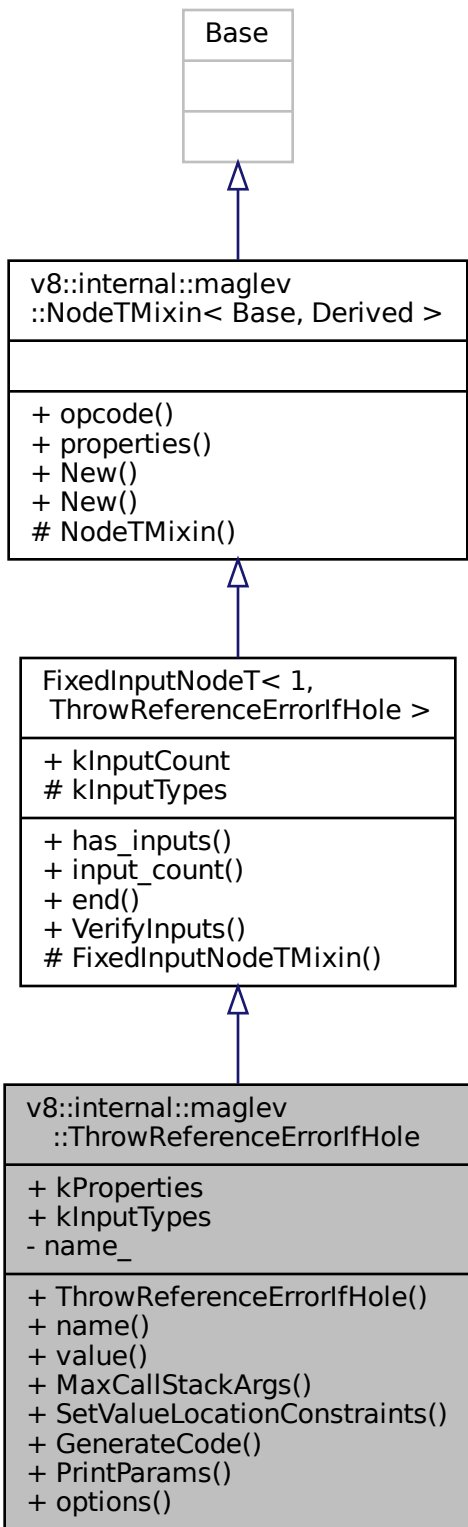 Base
v8::internal::maglev
::NodeTMixin< Base, Derived >
+ opcode()
+ properties()
+ New()
+ New()
# NodeTMixin()
FixedInputNodeT< 1,
ThrowReferenceErrorIfHole >
+ kInputCount
# kInputTypes
+ has_inputs()
+ input_count()
+ end()
+ VerifyInputs()
# FixedInputNodeTMixin()
v8::internal::maglev
::ThrowReferenceErrorIfHole
+ kProperties
+ kInputTypes
- name_
+ ThrowReferenceErrorIfHole()
+ name()
+ value()
+ MaxCallStackArgs()
+ SetValueLocationConstraints()
+ GenerateCode()
+ PrintParams()
+ options()